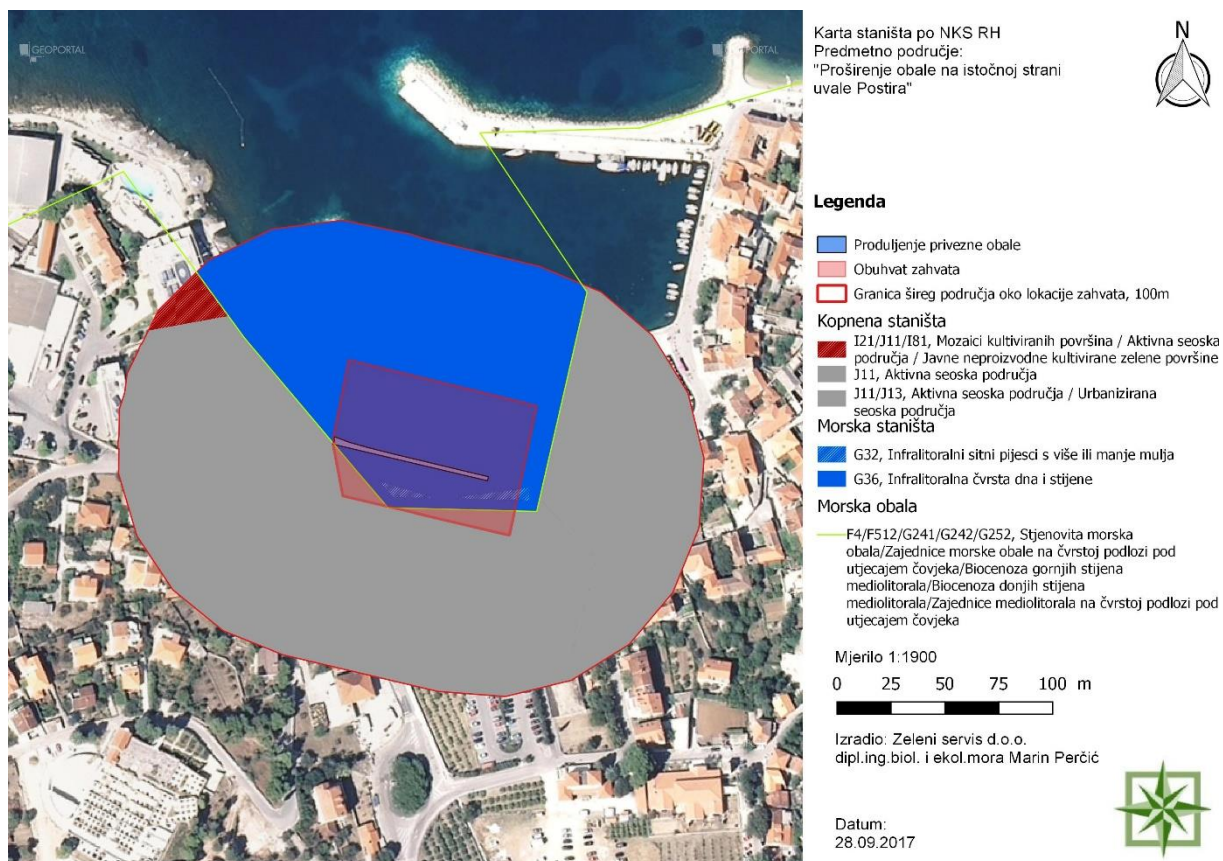 GEOPORTAL
GEOPORTAL
Karta staništa po NKS RH
Predmetno područje:
"Proširenje obale na istočnoj strani
uvale Postira"
N
Legenda
Produljenje privezne obale
Obuhvat zahvata
Granica šireg područja oko lokacije zahvata, 100m
Kopnena staništa
I21/J11/I81, Mozaici kultiviranih površina / Aktivna seoska
područja / Javne neproizvodne kultivirane zelene površine
J11, Aktivna seoska područja
J11/J13, Aktivna seoska područja / Urbanizirana
seoska područja
Morska staništa
G32, Infralitoralni sitni pijesci s više ili manje mulja
G36, Infralitoralna čvrsta dna i stijene
Morska obala
F4/F512/G241/G242/G252, Stjenovita morska
obala/Zajednice morske obale na čvrstoj podlozi pod
utjecajem čovjeka/Biocenoza gornjih stijena
mediolitorala/Biocenoza donjih stijena
mediolitorala/Zajednice mediolitorala na čvrstoj podlozi pod
utjecajem čovjeka
Mjerilo 1:1900
0 25 50 75 100 m
Izradio: Zeleni servis d.o.o.
dipl.ing.biol. i ekol.mora Marin Perčić
Datum:
28.09.2017